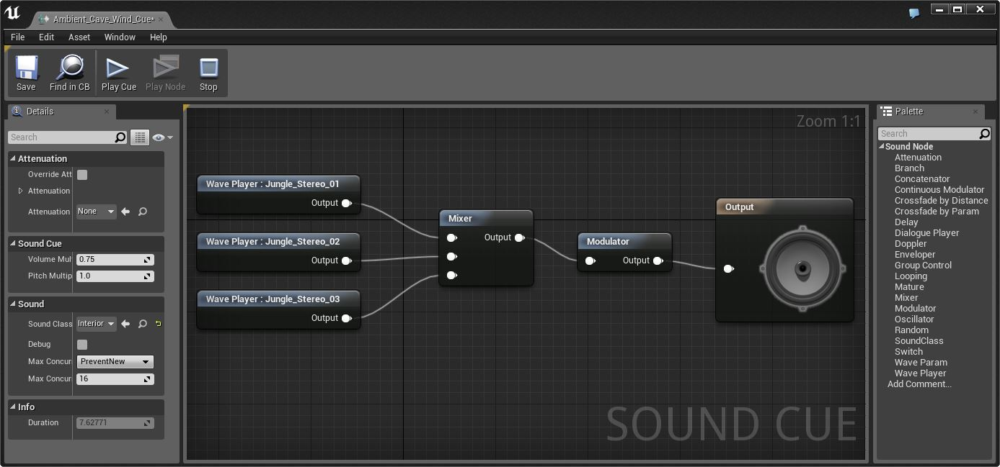 Ambient_Cave_Wind_Cue*
File Edit Asset Window Help
Save Find in CB Play Cue Play Node Stop
Details
Search
Attenuation
Override Att
Attenuation
Attenuation None
Sound Cue
Volume Mul 0.75
Pitch Multip 1.0
Sound
Sound Class Interior
Debug
Max Concur PreventNew
Max Concur 16
Info
Duration 7.62771
Zoom 1:1
Wave Player : Jungle_Stereo_01
Output
Wave Player : Jungle_Stereo_02
Output
Wave Player : Jungle_Stereo_03
Output
Mixer
Output
Modulator
Output
Output
SOUND CUE
Palette
Search
Sound Node
Attenuation
Branch
Concatenator
Continuous Modulator
Crossfade by Distance
Crossfade by Param
Delay
Dialogue Player
Doppler
Enveloper
Group Control
Looping
Mature
Mixer
Modulator
Oscillator
Random
SoundClass
Switch
Wave Param
Wave Player
Add Comment...